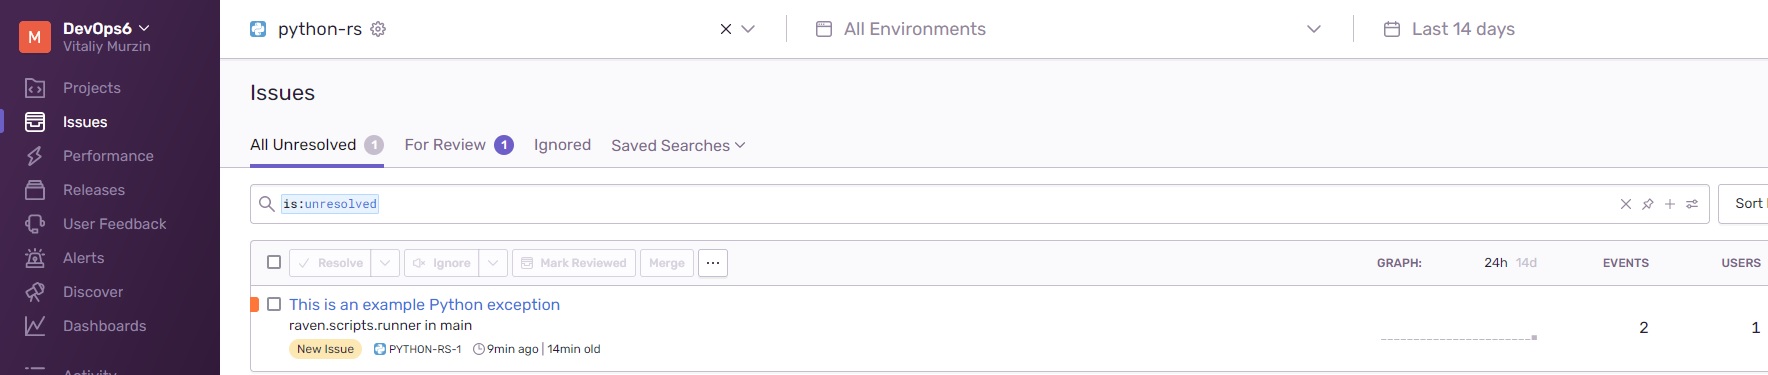 M
DevOps6
Vitaliy Murzin
Projects
Issues
Performance
Releases
User Feedback
Alerts
Discover
Dashboards
Activity
python-rs
All Environments
Last 14 days
Issues
All Unresolved 1 For Review 1 Ignored Saved Searches
is:unresolved
Sort
Resolve Ignore Mark Reviewed Merge ... GRAPH: 24h 14d EVENTS USERS
This is an example Python exception
raven.scripts.runner in main
New Issue PYTHON-RS-1 9min ago | 14min old
2 1